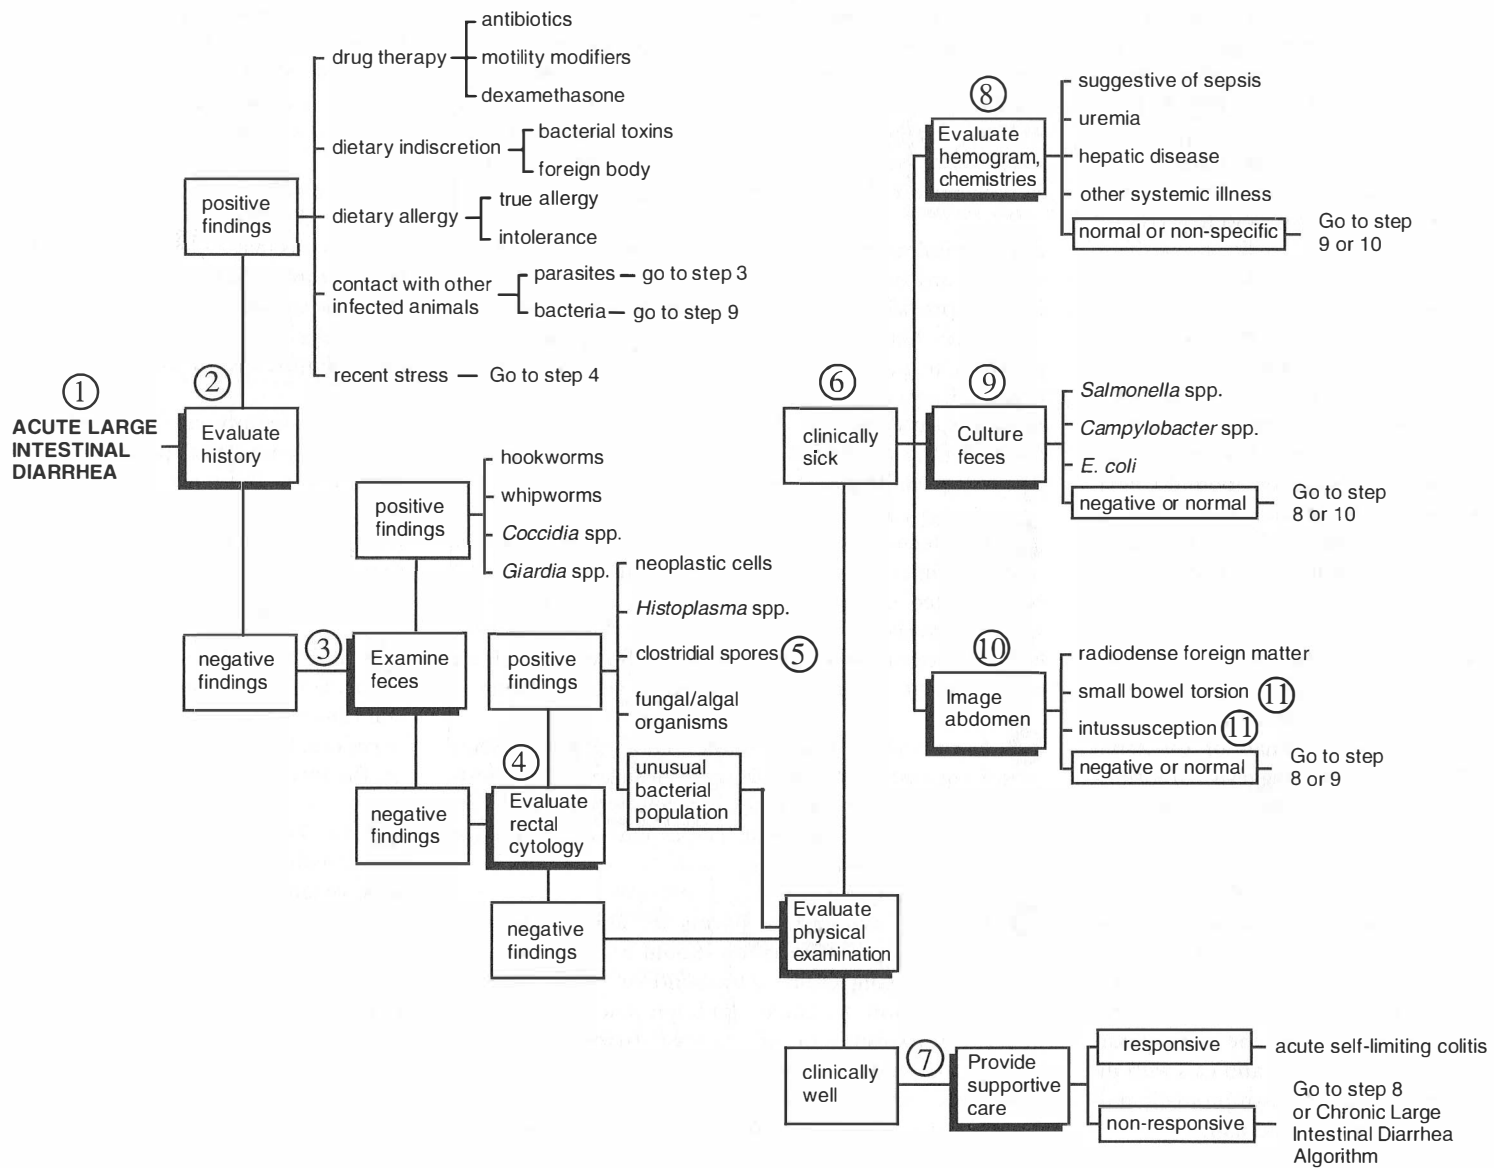 1
ACUTE LARGE
INTESTINAL
DIARRHEA
2
Evaluate
history
positive
findings
drug therapy
antibiotics
motility modifiers
dexamethasone
dietary indiscretion
bacterial toxins
foreign body
dietary allergy
true allergy
intolerance
contact with other
infected animals
parasites — go to step 3
bacteria — go to step 9
recent stress — Go to step 4
negative
findings
3
Examine
feces
positive
findings
hookworms
whipworms
Coccidia spp.
Giardia spp.
negative
findings
4
Evaluate
rectal
cytology
positive
findings
neoplastic cells
Histoplasma spp.
clostridial spores 5
fungal/algal
organisms
unusual
bacterial
population
negative
findings
Evaluate
physical
examination
6
clinically
sick
8
Evaluate
hemogram,
chemistries
suggestive of sepsis
uremia
hepatic disease
other systemic illness
normal or non-specific
Go to step
9 or 10
9
Culture
feces
Salmonella spp.
Campylobacter spp.
E. coli
negative or normal
Go to step
8 or 10
10
Image
abdomen
radiodense foreign matter
small bowel torsion 11
intussusception 11
negative or normal
Go to step
8 or 9
clinically
well
7
Provide
supportive
care
responsive
acute self-limiting colitis
non-responsive
Go to step 8
or Chronic Large
Intestinal Diarrhea
Algorithm